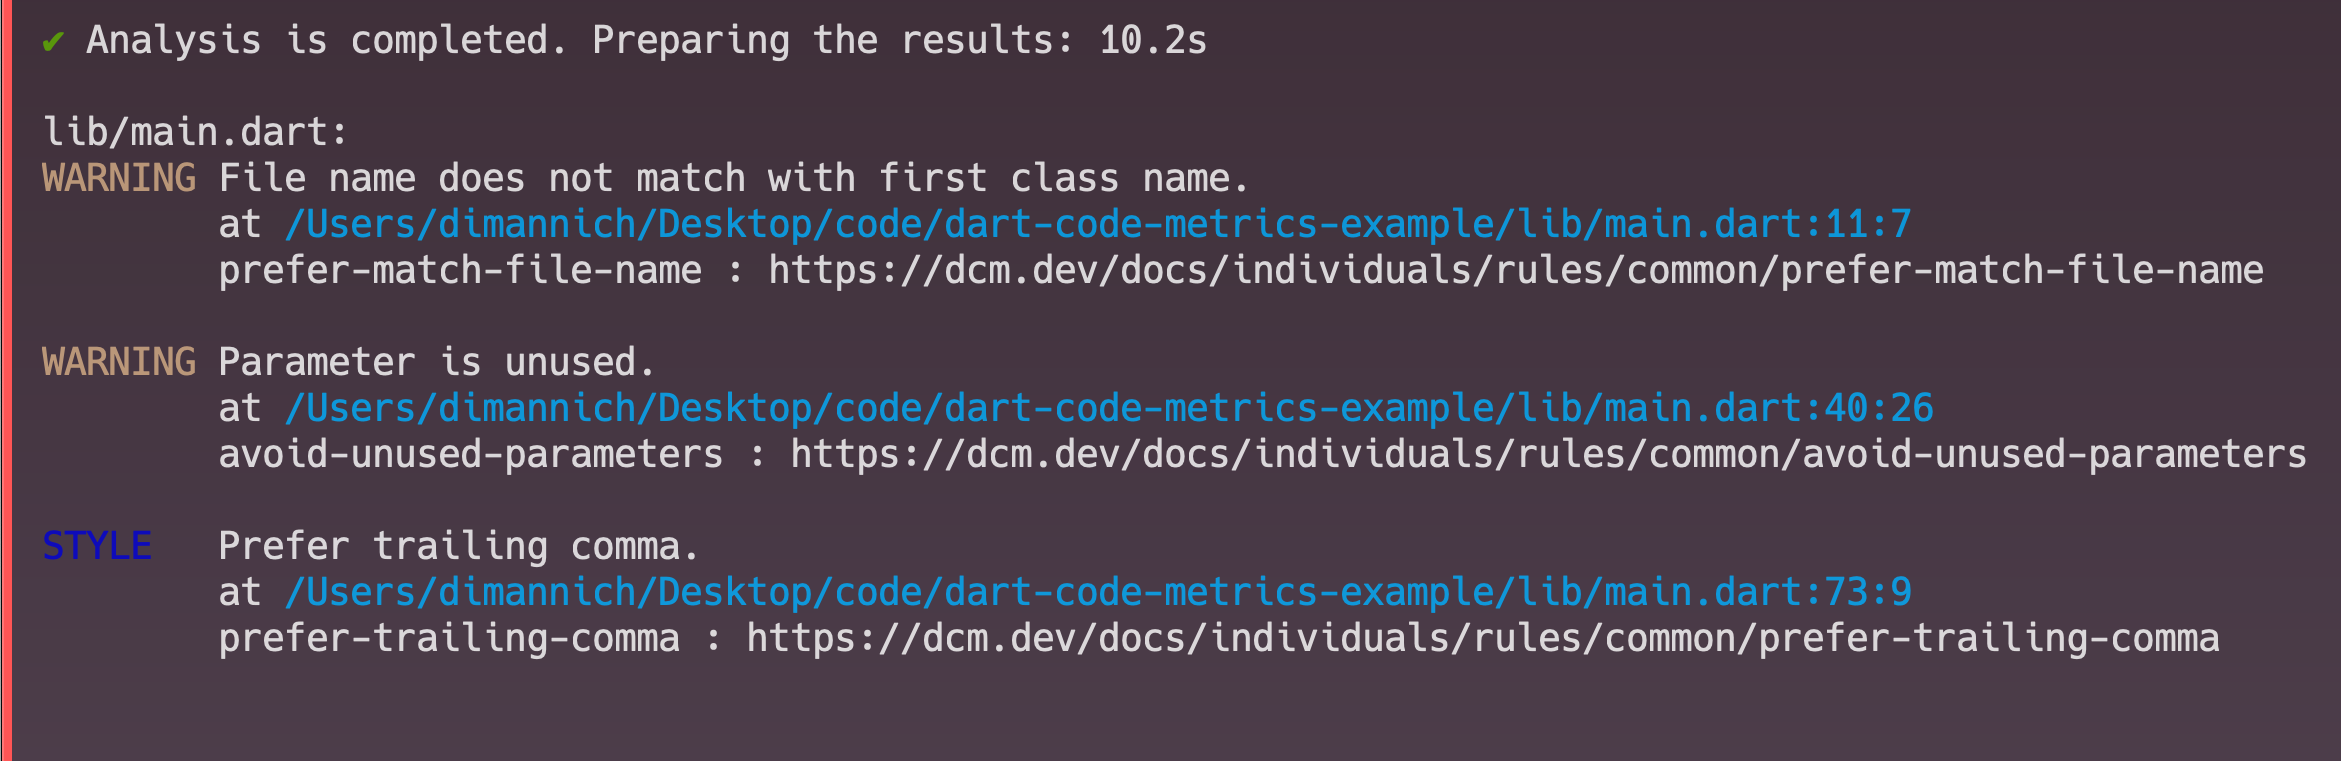 ✔ Analysis is completed. Preparing the results: 10.2s
lib/main.dart:
WARNING File name does not match with first class name.
at /Users/dimannich/Desktop/code/dart-code-metrics-example/lib/main.dart:11:7
prefer-match-file-name : https://dcm.dev/docs/individuals/rules/common/prefer-match-file-name
WARNING Parameter is unused.
at /Users/dimannich/Desktop/code/dart-code-metrics-example/lib/main.dart:40:26
avoid-unused-parameters : https://dcm.dev/docs/individuals/rules/common/avoid-unused-parameters
STYLE Prefer trailing comma.
at /Users/dimannich/Desktop/code/dart-code-metrics-example/lib/main.dart:73:9
prefer-trailing-comma : https://dcm.dev/docs/individuals/rules/common/prefer-trailing-comma